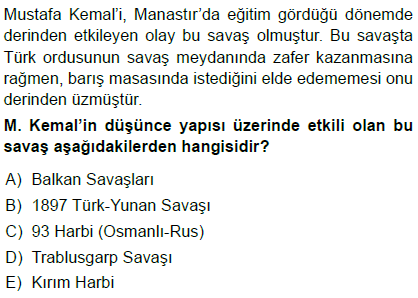 Mustafa Kemal’i, Manastır’da eğitim gördüğü dönemde
derinden etkileyen olay bu savaş olmuştur. Bu savaşta
Türk ordusunun savaş meydanında zafer kazanmasına
rağmen, barış masasında istediğini elde edememesi onu
derinden üzmüştür.
M. Kemal’in düşünce yapısı üzerinde etkili olan bu
savaş aşağıdakilerden hangisidir?
A) Balkan Savaşları
B) 1897 Türk-Yunan Savaşı
C) 93 Harbi (Osmanlı-Rus)
D) Trablusgarp Savaşı
E) Kırım Harbi